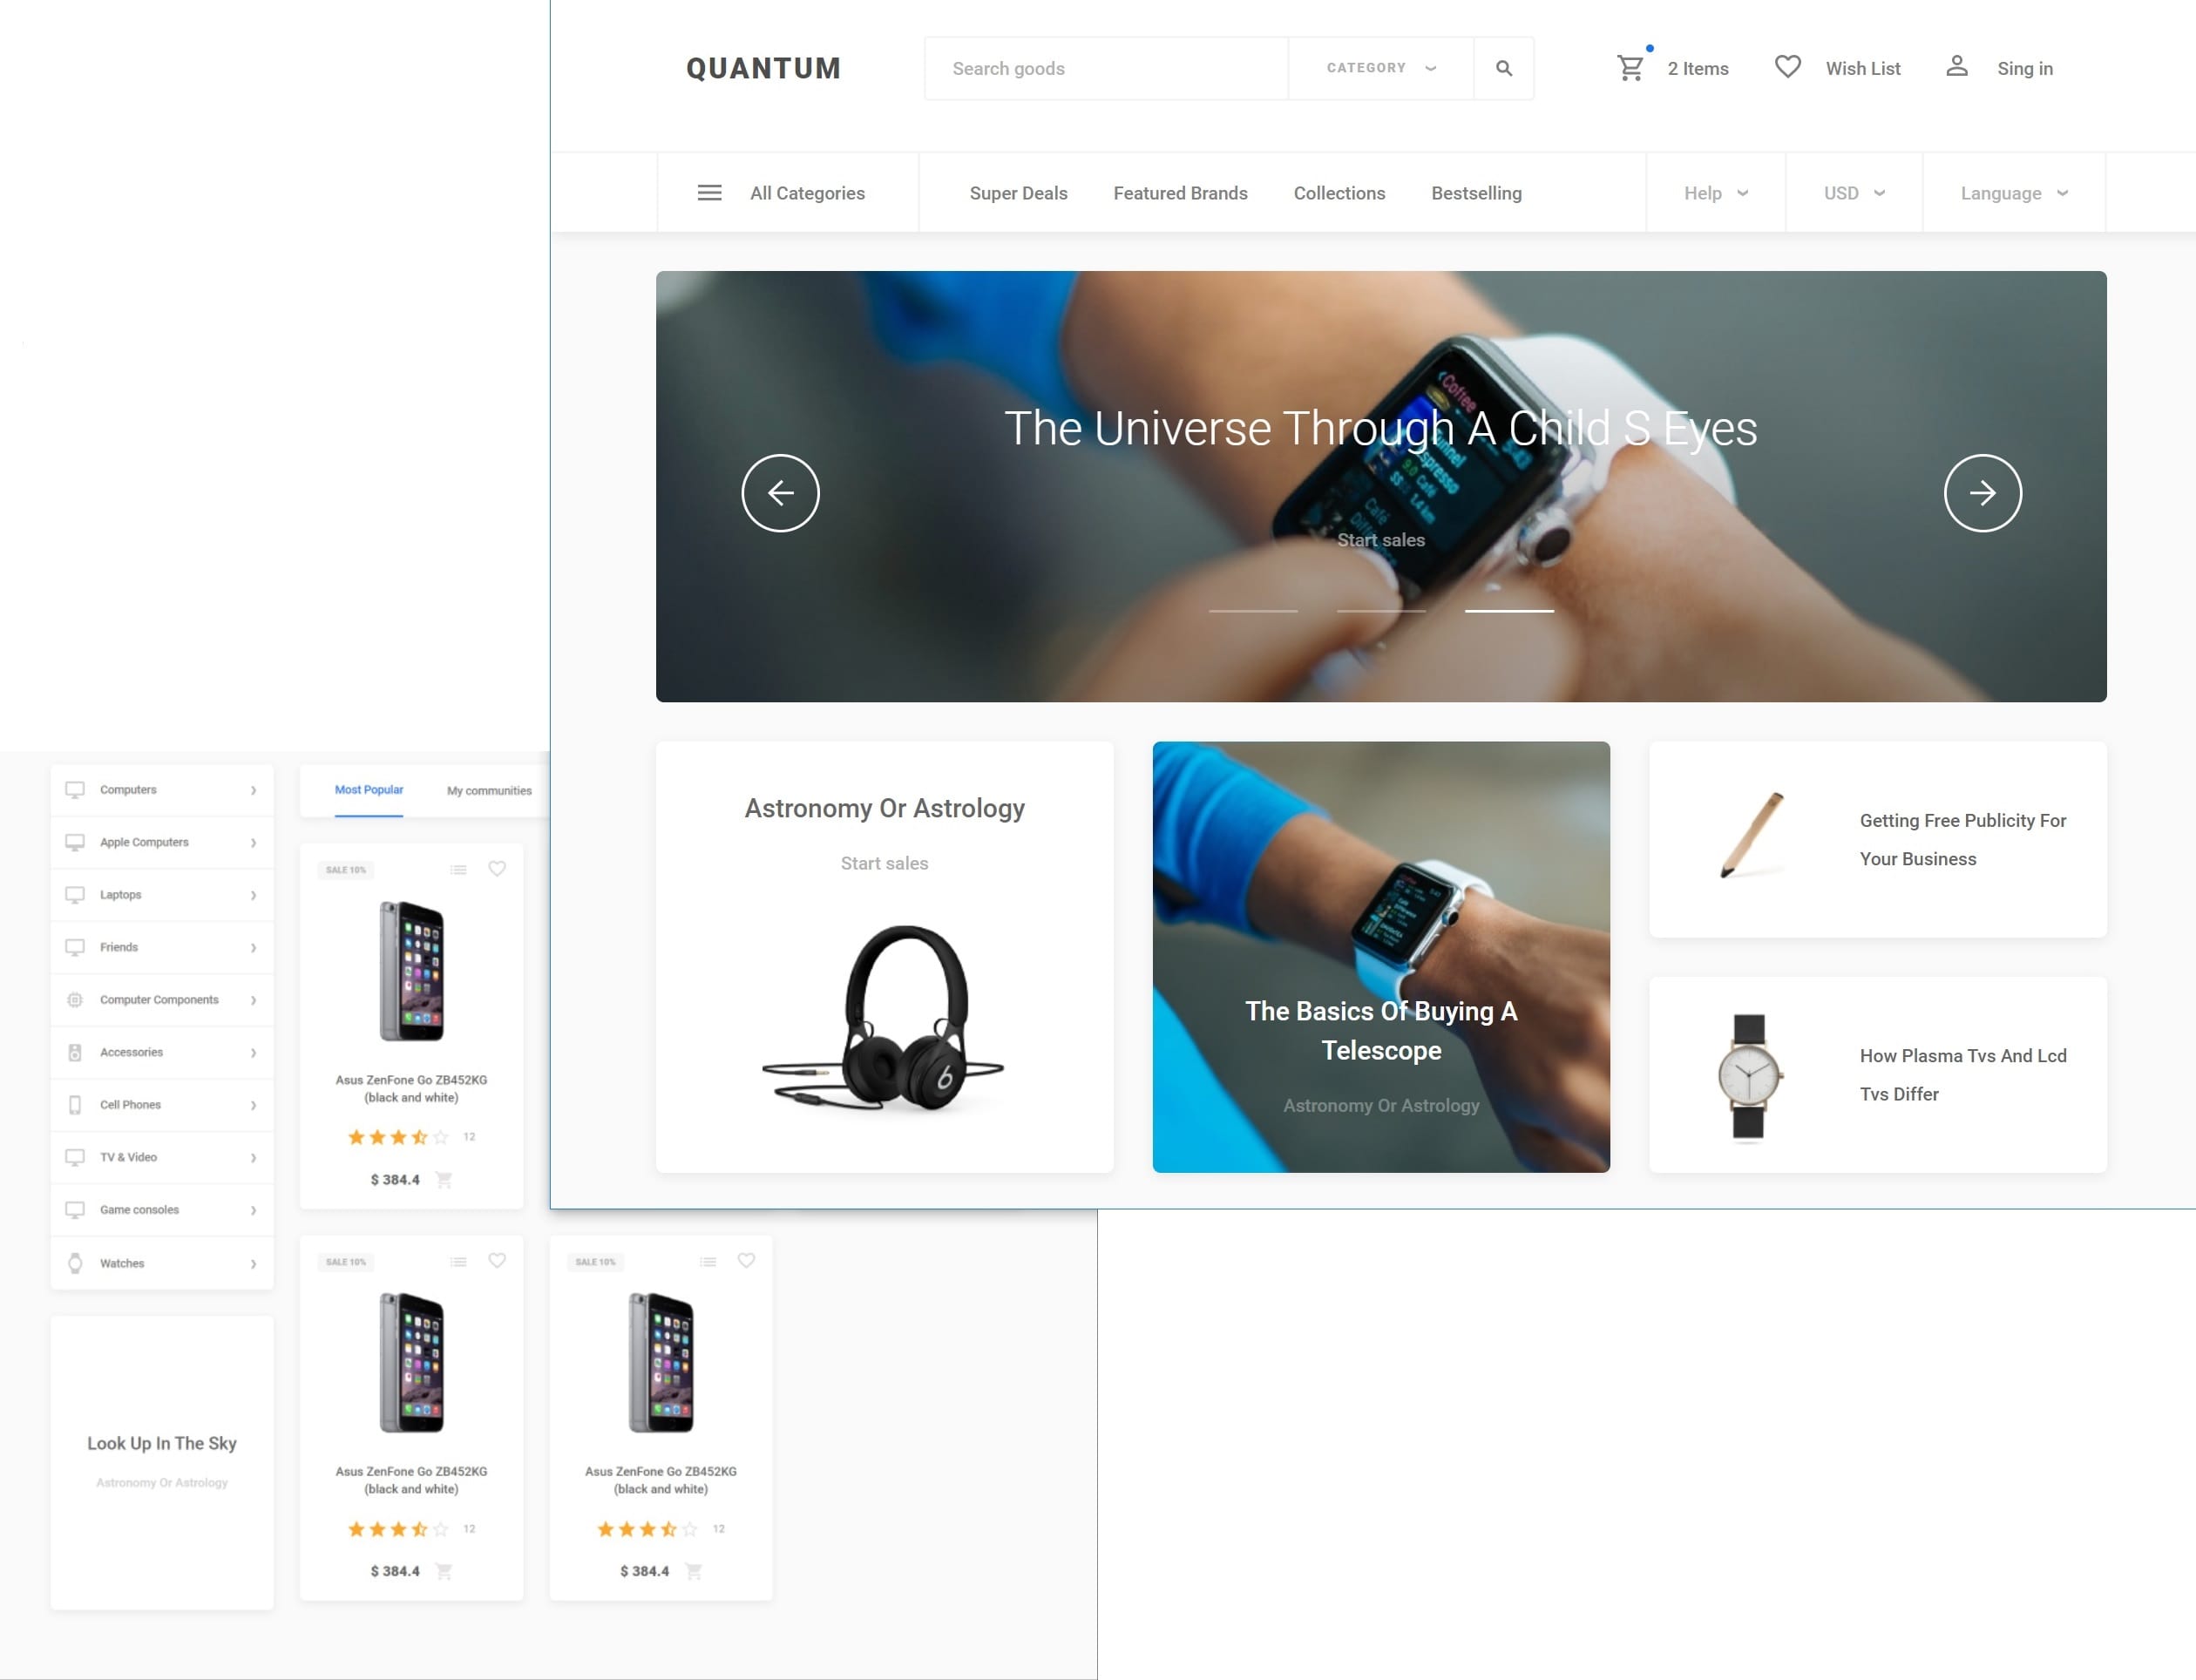 QUANTUM
Search goods
CATEGORY
2 Items
Wish List
Sing in
All Categories
Super Deals
Featured Brands
Collections
Bestselling
Help
USD
Language
The Universe Through A Child S Eyes
Start sales
Astronomy Or Astrology
Start sales
The Basics Of Buying A
Telescope
Astronomy Or Astrology
Getting Free Publicity For
Your Business
How Plasma Tvs And Lcd
Tvs Differ
Computers
Apple Computers
Laptops
Friends
Computer Components
Accessories
Cell Phones
TV & Video
Game consoles
Watches
Look Up In The Sky
Astronomy Or Astrology
Most Popular
My communities
SALE 10%
Asus ZenFone Go ZB452KG
(black and white)
12
$ 384.4
SALE 10%
Asus ZenFone Go ZB452KG
(black and white)
12
$ 384.4
SALE 10%
Asus ZenFone Go ZB452KG
(black and white)
12
$ 384.4